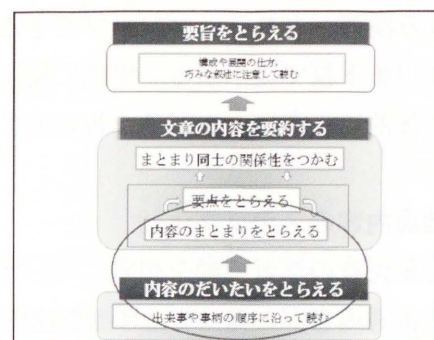 要旨をとらえる
構成や展開の仕方、
巧みな叙述に注意して読む
文章の内容を要約する
まとまり同士の関係性をつかむ
要点をとらえる
内容のまとまりをとらえる
内容のだいたいをとらえる
出来事や事柄の順序に沿って読む